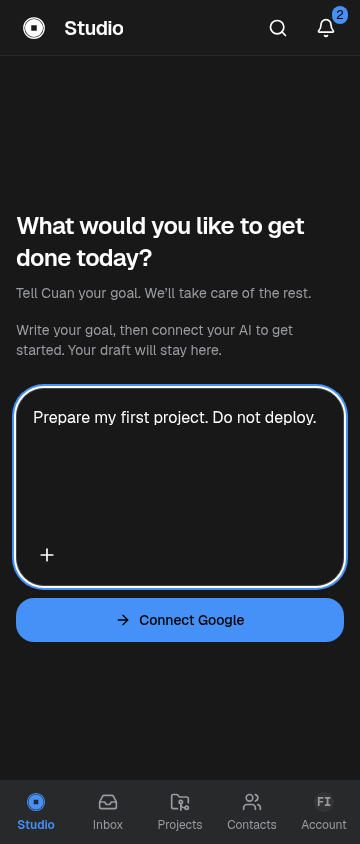 Studio
2
What would you like to get
done today?
Tell Cuan your goal. We’ll take care of the rest.
Write your goal, then connect your AI to get
started. Your draft will stay here.
Prepare my first project. Do not deploy.
Connect Google
Studio
Inbox
Projects
Contacts
FI
Account